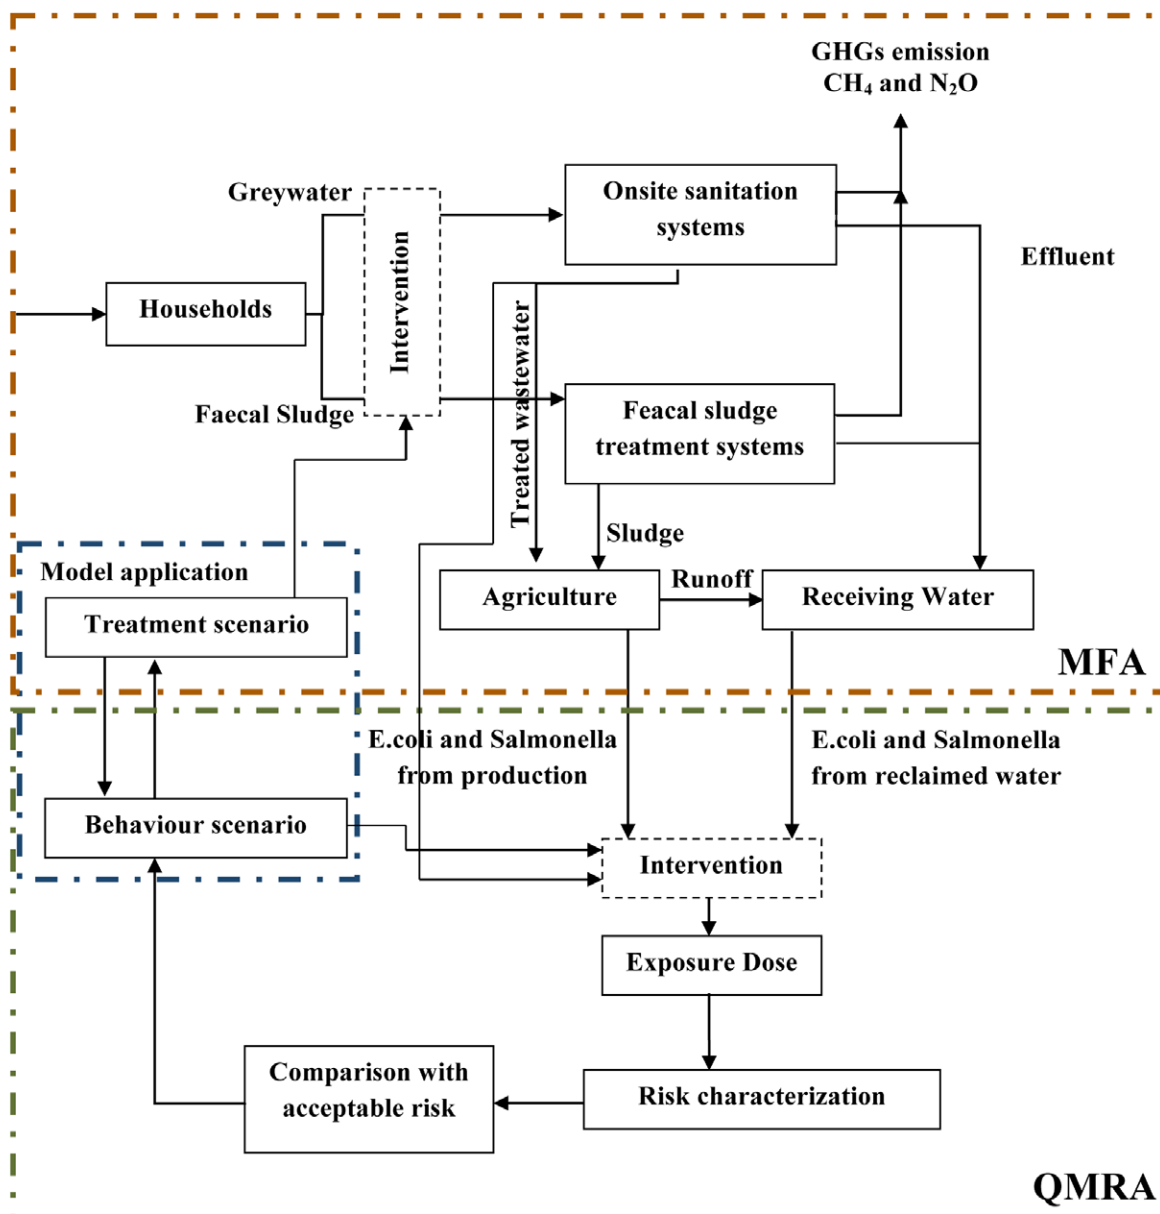 GHGs emission
CH₄ and N₂O
Greywater
Onsite sanitation
systems
Intervention
Effluent
Households
Treated wastewater
Faecal Sludge
Feacal sludge
treatment systems
Sludge
Model application
Runoff
Agriculture
Receiving Water
Treatment scenario
MFA
E.coli and Salmonella
from production
E.coli and Salmonella
from reclaimed water
Behaviour scenario
Intervention
Exposure Dose
Comparison with
acceptable risk
Risk characterization
QMRA